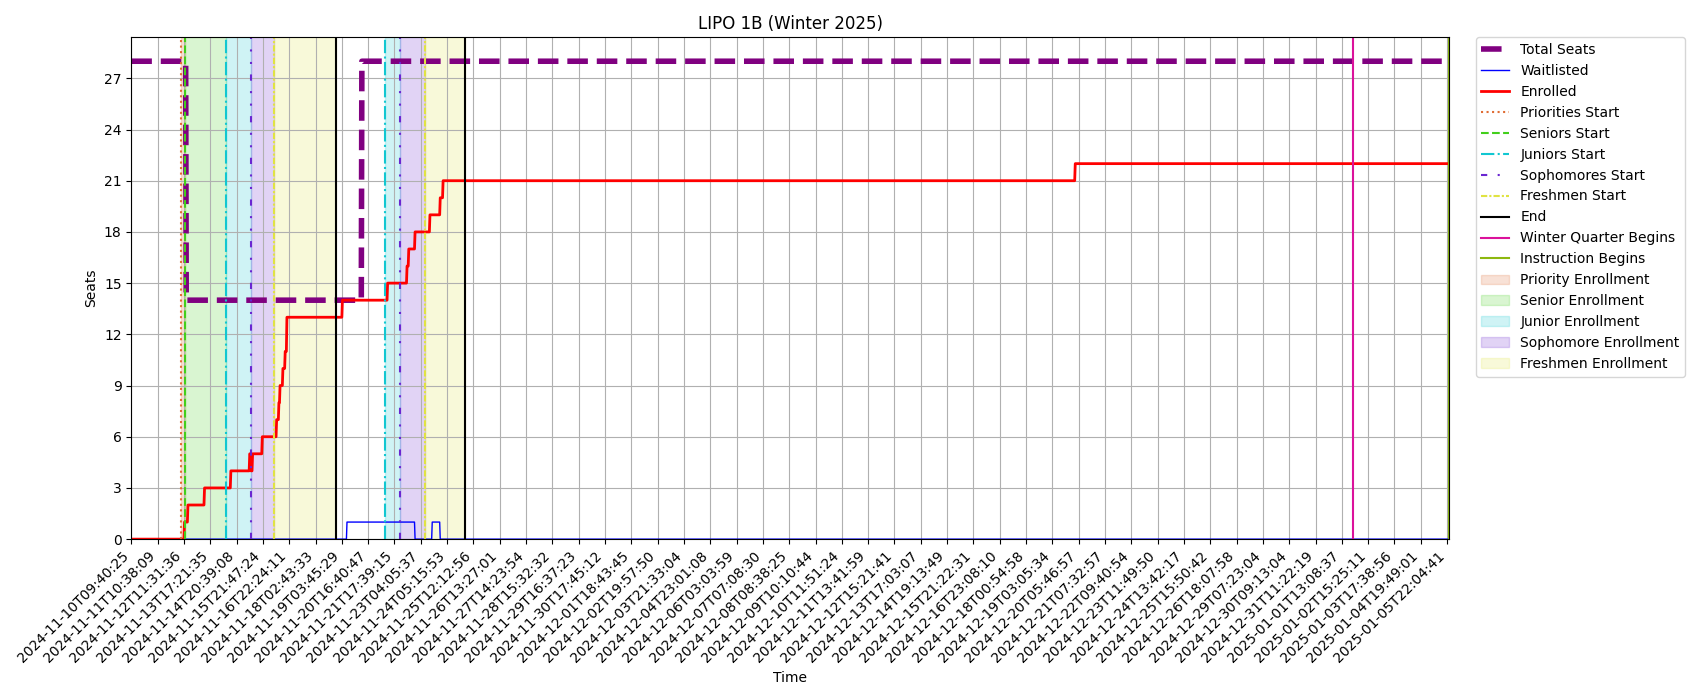 LIPO 1B (Winter 2025)
Total Seats
Waitlisted
Enrolled
Priorities Start
Seniors Start
Juniors Start
Sophomores Start
Freshmen Start
End
Winter Quarter Begins
Instruction Begins
Priority Enrollment
Senior Enrollment
Junior Enrollment
Sophomore Enrollment
Freshmen Enrollment
Seats
27
24
21
18
15
12
9
6
3
0
2024-11-10T09:40:25
2024-11-11T10:38:09
2024-11-12T11:31:36
2024-11-13T17:21:35
2024-11-14T20:39:08
2024-11-15T21:47:24
2024-11-16T22:24:11
2024-11-18T02:43:33
2024-11-19T03:45:29
2024-11-20T16:40:47
2024-11-21T17:39:15
2024-11-23T04:05:37
2024-11-24T05:15:53
2024-11-25T12:12:56
2024-11-26T13:27:01
2024-11-27T14:23:54
2024-11-28T15:32:32
2024-11-29T16:37:23
2024-11-30T17:45:12
2024-12-01T18:43:45
2024-12-02T19:57:50
2024-12-03T21:33:04
2024-12-04T23:01:08
2024-12-06T03:03:59
2024-12-07T07:08:30
2024-12-08T08:38:25
2024-12-09T10:10:44
2024-12-10T11:51:24
2024-12-11T13:41:59
2024-12-12T15:21:41
2024-12-13T17:03:07
2024-12-14T19:13:49
2024-12-15T21:22:31
2024-12-16T23:08:10
2024-12-18T00:54:58
2024-12-19T03:05:34
2024-12-20T05:46:57
2024-12-21T07:32:57
2024-12-22T09:40:54
2024-12-23T11:49:50
2024-12-24T13:42:17
2024-12-25T15:50:42
2024-12-26T18:07:58
2024-12-29T07:23:04
2024-12-30T09:13:04
2024-12-31T11:22:19
2025-01-01T13:08:37
2025-01-02T15:25:11
2025-01-03T17:38:56
2025-01-04T19:49:01
2025-01-05T22:04:41
Time